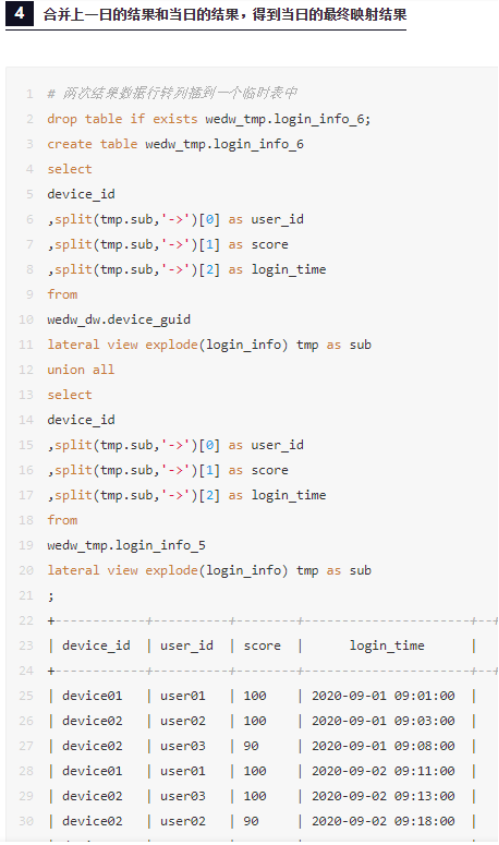 4 合并上一日的结果和当日的结果，得到当日的最终映射结果
1 # 两次结果数据行转列插到一个临时表中
2 drop table if exists wedw_tmp.login_info_6;
3 create table wedw_tmp.login_info_6
4 select
5 device_id
6 ,split(tmp.sub,'->')[0] as user_id
7 ,split(tmp.sub,'->')[1] as score
8 ,split(tmp.sub,'->')[2] as login_time
9 from
10 wedw_dw.device_guid
11 lateral view explode(login_info) tmp as sub
12 union all
13 select
14 device_id
15 ,split(tmp.sub,'->')[0] as user_id
16 ,split(tmp.sub,'->')[1] as score
17 ,split(tmp.sub,'->')[2] as login_time
18 from
19 wedw_tmp.login_info_5
20 lateral view explode(login_info) tmp as sub
21 ;
22 +------------+----------+--------+----------------------+--+
23 | device_id | user_id | score | login_time |
24 +------------+----------+--------+----------------------+--+
25 | device01 | user01 | 100 | 2020-09-01 09:01:00 |
26 | device02 | user02 | 100 | 2020-09-01 09:03:00 |
27 | device02 | user03 | 90 | 2020-09-01 09:08:00 |
28 | device01 | user01 | 100 | 2020-09-02 09:11:00 |
29 | device02 | user03 | 100 | 2020-09-02 09:13:00 |
30 | device02 | user02 | 90 | 2020-09-02 09:18:00 |